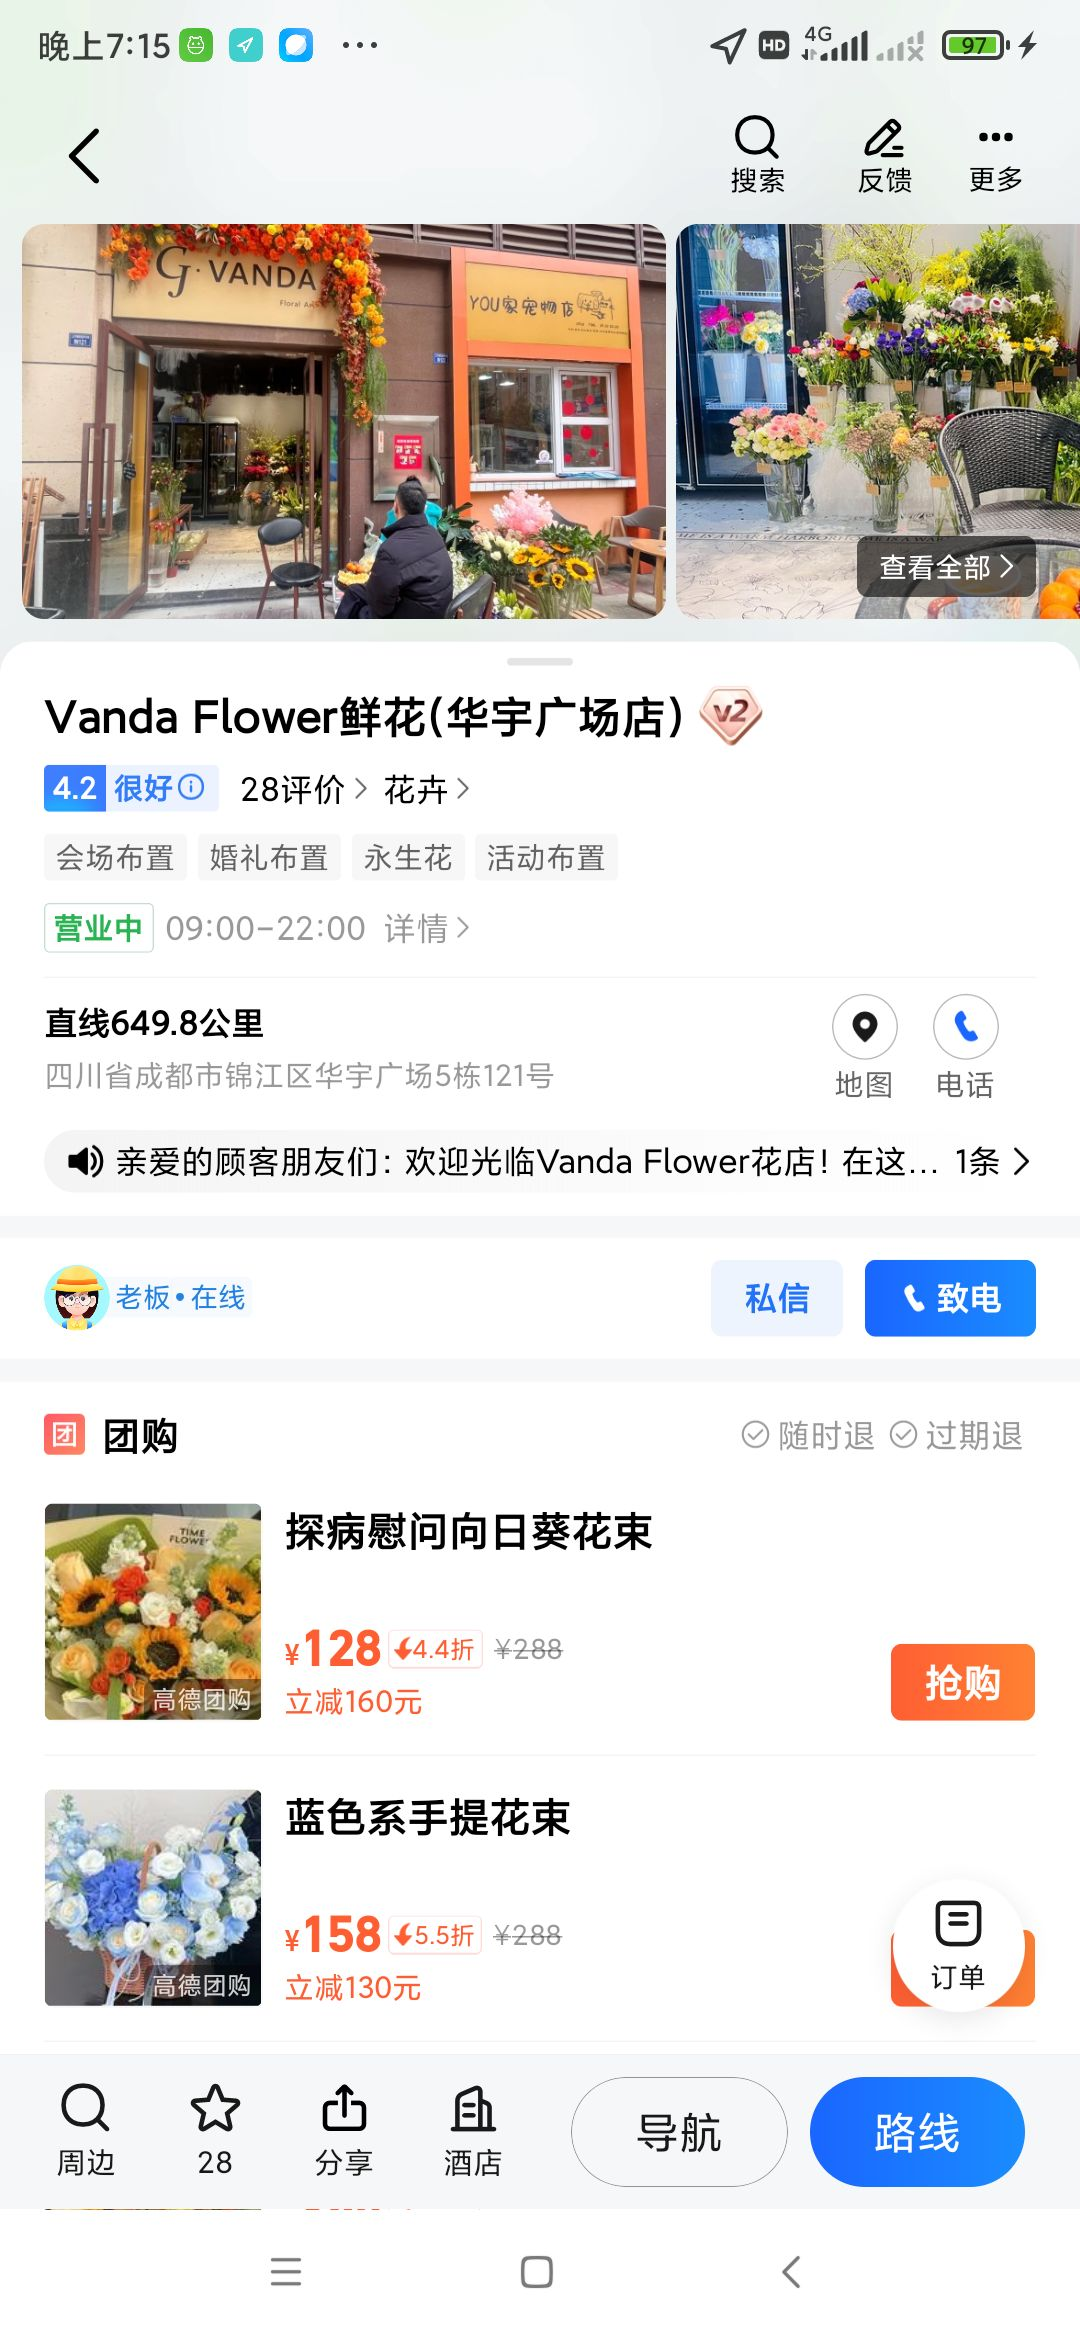 晚上7:15
HD
4G
97
搜索
反馈
更多
G·VANDA
YOU家宠物店
查看全部
Vanda Flower鲜花(华宇广场店)
v2
4.2 很好 28评价 花卉
会场布置 婚礼布置 永生花 活动布置
营业中 09:00-22:00 详情
直线649.8公里
四川省成都市锦江区华宇广场5栋121号
地图 电话
亲爱的顾客朋友们：欢迎光临Vanda Flower花店！在这... 1条
老板•在线
私信
致电
团 团购
随时退 过期退
TIME
FLOWER
高德团购
探病慰问向日葵花束
¥128 4.4折 ¥288
立减160元
抢购
高德团购
蓝色系手提花束
¥158 5.5折 ¥288
立减130元
订单
周边
28
分享
酒店
导航
路线